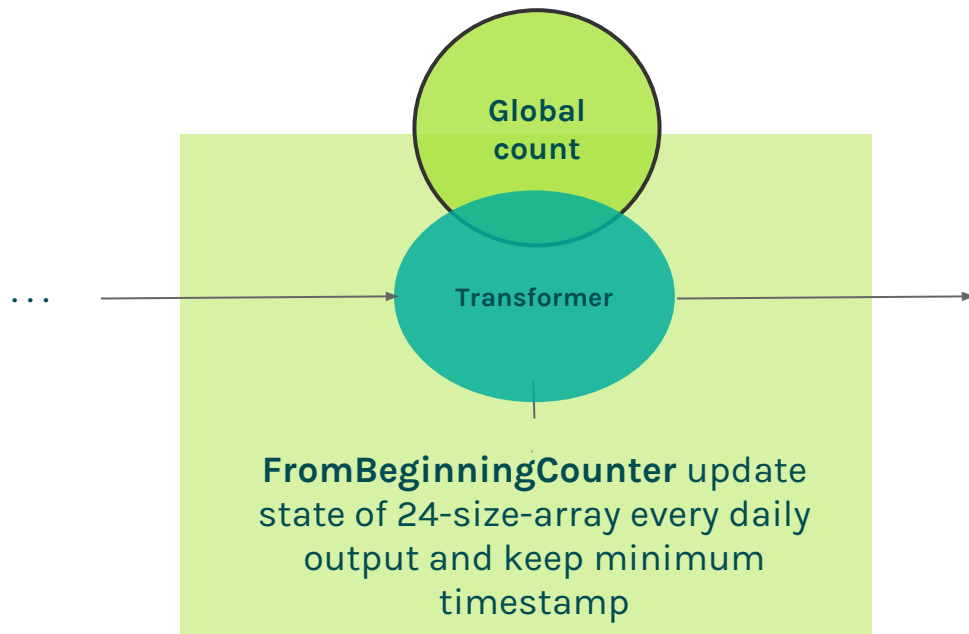 Global
count
...
Transformer
FromBeginningCounter update
state of 24-size-array every daily
output and keep minimum
timestamp